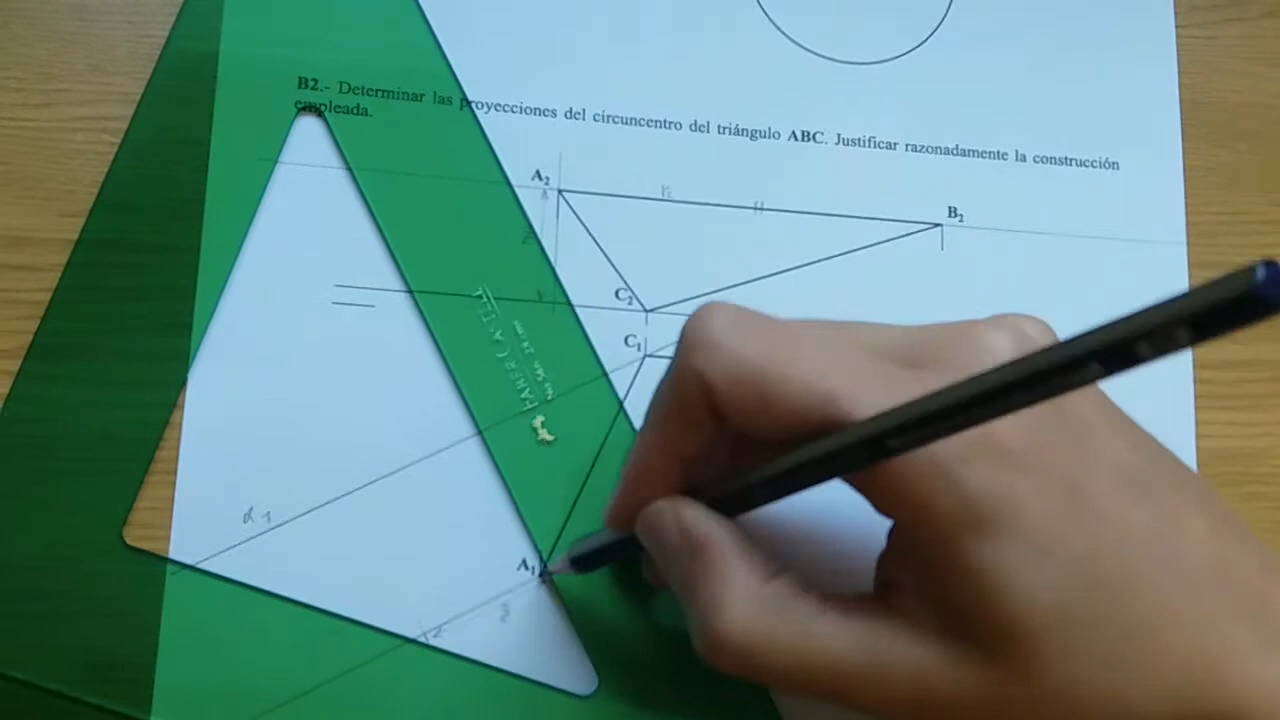 B2.- Determinar las proyecciones del circuncentro del triángulo ABC. Justificar razonadamente la construcción
empleada.
A₂
B₂
C₂
C₁
FABER CASTELL
α 1
A₁